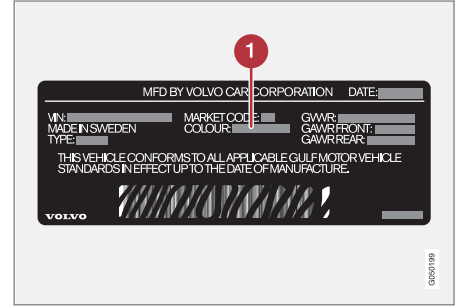 1
MFD BY VOLVO CAR CORPORATION DATE:
VIN: MARKET CODE: GVWR:
MADE IN SWEDEN COLOUR: GAWR FRONT:
TYPE: GAWR REAR:
THIS VEHICLE CONFORMS TO ALL APPLICABLE GULF MOTOR VEHICLE
STANDARDS IN EFFECT UP TO THE DATE OF MANUFACTURE.
VOLVO
G050199